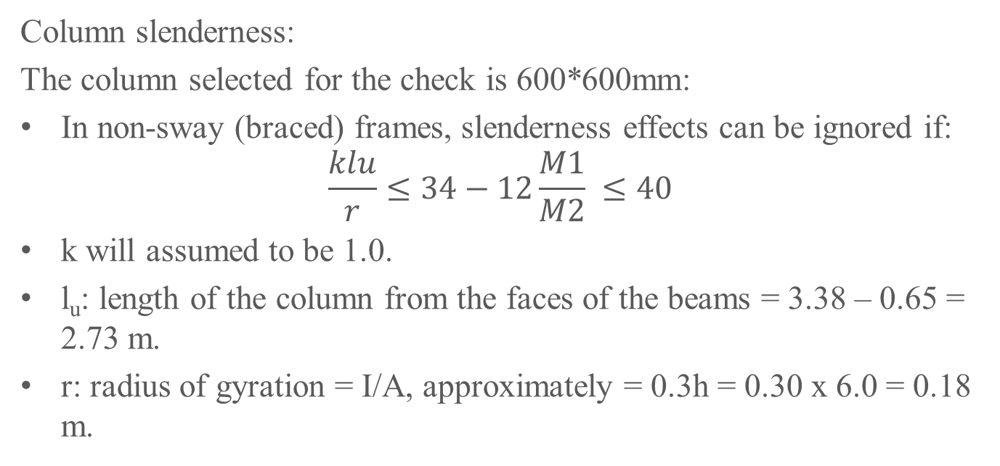 Column slenderness:
The column selected for the check is 600*600mm:
• In non-sway (braced) frames, slenderness effects can be ignored if:
klu/r ≤ 34 − 12 M1/M2 ≤ 40
• k will assumed to be 1.0.
• lu: length of the column from the faces of the beams = 3.38 – 0.65 =
2.73 m.
• r: radius of gyration = I/A, approximately = 0.3h = 0.30 x 6.0 = 0.18
m.